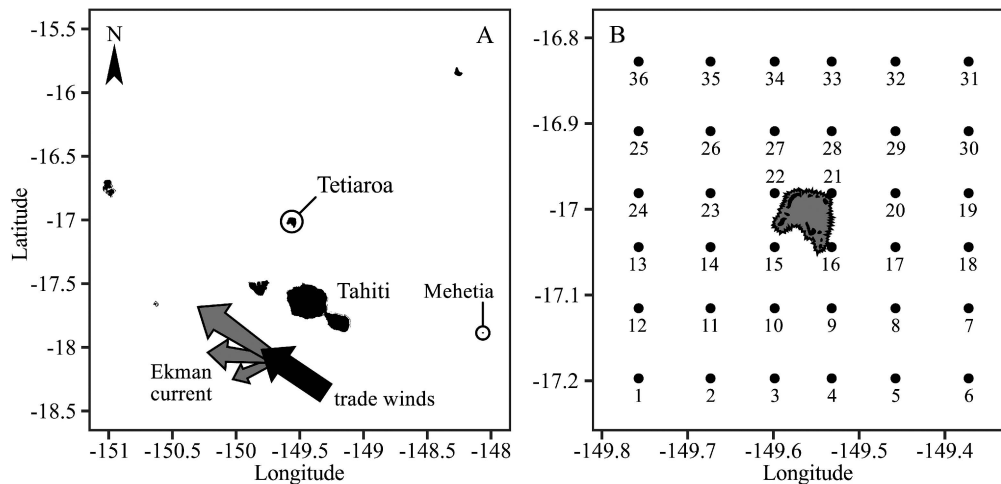 A
N
-15.5
-16
-16.5
-17
-17.5
-18
-18.5
Latitude
Tetiaroa
Tahiti
Mehetia
Ekman
current
trade winds
-151 -150.5 -150 -149.5 -149 -148.5 -148
Longitude
B
-16.8
-16.9
-17
-17.1
-17.2
36 35 34 33 32 31
25 26 27 28 29 30
22 21
24 23 20 19
13 14 15 16 17 18
12 11 10 9 8 7
1 2 3 4 5 6
-149.8 -149.7 -149.6 -149.5 -149.4
Longitude